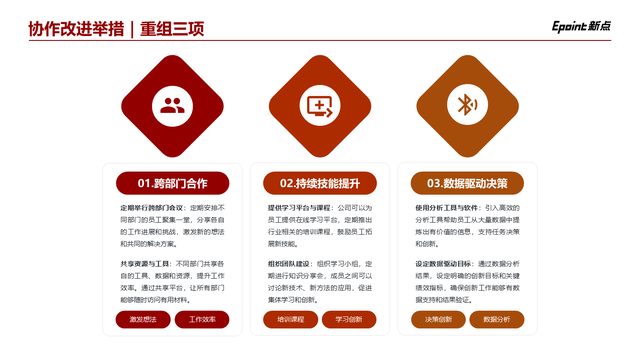 协作改进举措｜重组三项
Epoint 新点
01.跨部门合作
定期举行跨部门会议：定期安排不
同部门的员工聚集一堂，分享各自
的工作进展和挑战，激发新的想法
和共同的解决方案。
共享资源与工具：不同部门共享各
自的工具、数据和资源，提升工作
效率。通过共享平台，让所有部门
能够随时访问有用材料。
激发想法
工作效率
02.持续技能提升
提供学习平台与课程：公司可以为
员工提供在线学习平台，定期推出
行业相关的培训课程，鼓励员工拓
展新技能。
组织团队建设：组织学习小组，定
期进行知识分享会，成员之间可以
讨论新技术、新方法的应用，促进
集体学习和创新。
培训课程
学习创新
03.数据驱动决策
使用分析工具与软件：引入高效的
分析工具帮助员工从大量数据中提
炼出有价值的信息，支持任务决策
和创新。
设定数据驱动目标：通过数据分析
结果，设定明确的创新目标和关键
绩效指标，确保创新工作能够有数
据支持和结果验证。
决策创新
数据分析